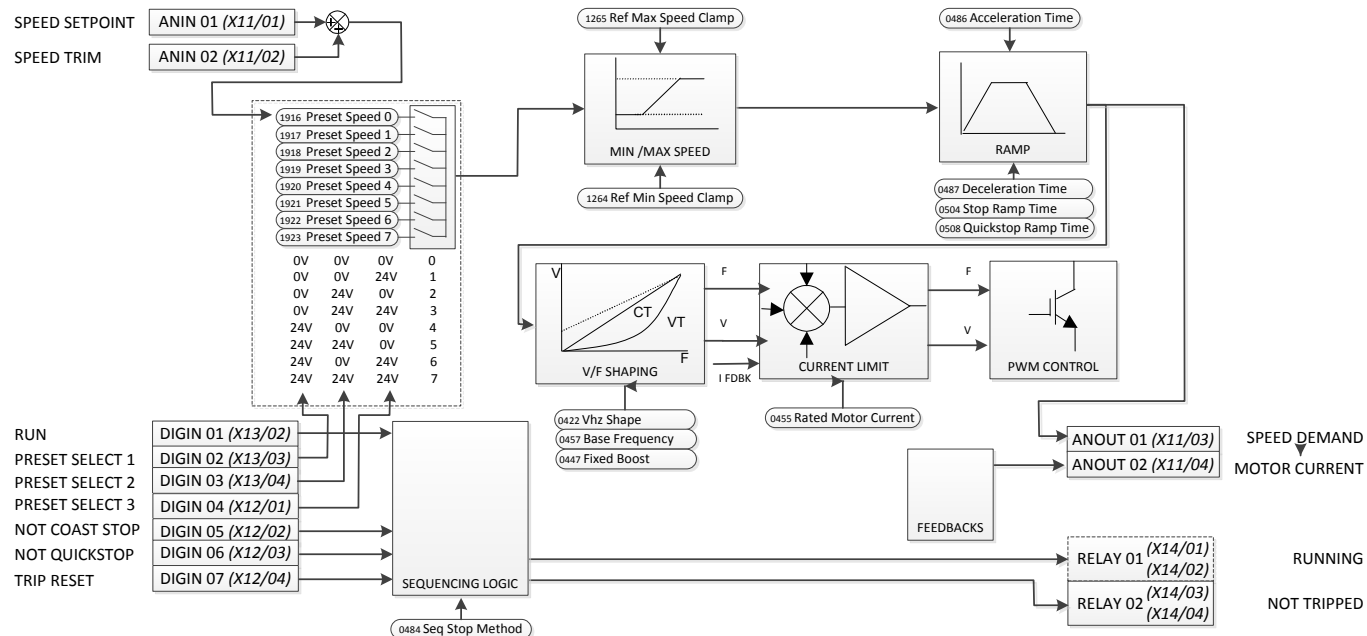 SPEED SETPOINT
ANIN 01 (X11/01)
SPEED TRIM
ANIN 02 (X11/02)
1265 Ref Max Speed Clamp
MIN /MAX SPEED
1264 Ref Min Speed Clamp
0486 Acceleration Time
RAMP
0487 Deceleration Time
0504 Stop Ramp Time
0508 Quickstop Ramp Time
1916 Preset Speed 0
1917 Preset Speed 1
1918 Preset Speed 2
1919 Preset Speed 3
1920 Preset Speed 4
1921 Preset Speed 5
1922 Preset Speed 6
1923 Preset Speed 7
0V 0V 0V 0
0V 0V 24V 1
0V 24V 0V 2
0V 24V 24V 3
24V 0V 0V 4
24V 24V 0V 5
24V 0V 24V 6
24V 24V 24V 7
V
CT
VT
F
V/F SHAPING
F
V
I FDBK
CURRENT LIMIT
F
V
PWM CONTROL
0422 Vhz Shape
0457 Base Frequency
0447 Fixed Boost
0455 Rated Motor Current
RUN
DIGIN 01 (X13/02)
PRESET SELECT 1
DIGIN 02 (X13/03)
PRESET SELECT 2
DIGIN 03 (X13/04)
PRESET SELECT 3
DIGIN 04 (X12/01)
NOT COAST STOP
DIGIN 05 (X12/02)
NOT QUICKSTOP
DIGIN 06 (X12/03)
TRIP RESET
DIGIN 07 (X12/04)
SEQUENCING LOGIC
0484 Seq Stop Method
FEEDBACKS
ANOUT 01 (X11/03)
SPEED DEMAND
ANOUT 02 (X11/04)
MOTOR CURRENT
RELAY 01 (X14/01)
(X14/02)
RUNNING
RELAY 02 (X14/03)
(X14/04)
NOT TRIPPED